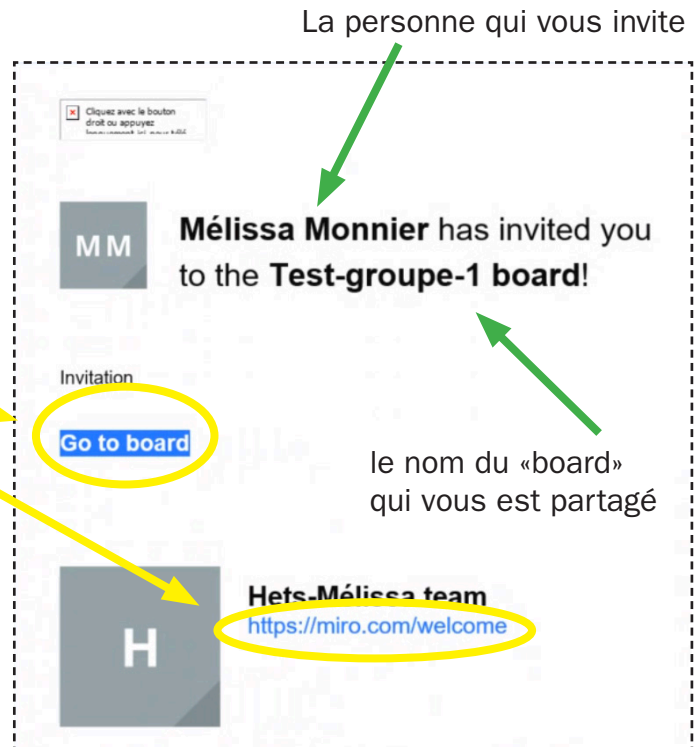 La personne qui vous invite
Cliquez avec le bouton
droit ou appuyez
MM
Mélissa Monnier has invited you
to the Test-groupe-1 board!
Invitation
Go to board
le nom du «board»
qui vous est partagé
H
Hets-Mélissa team
https://miro.com/welcome